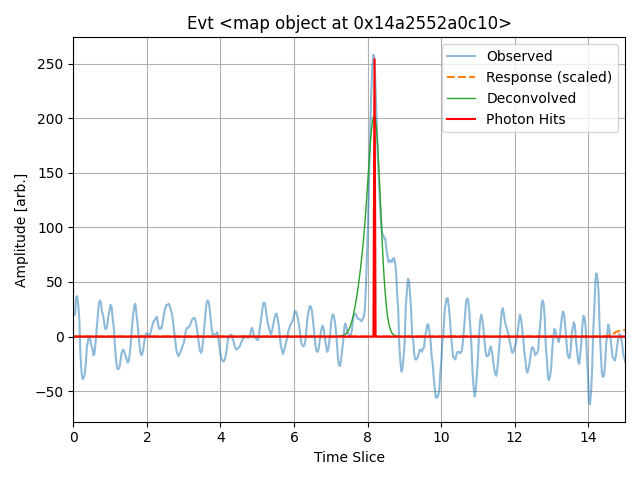 Evt <map object at 0x14a2552a0c10>
Observed
Response (scaled)
Deconvolved
Photon Hits
Amplitude [arb.]
250
200
150
100
50
0
−50
0 2 4 6 8 10 12 14
Time Slice